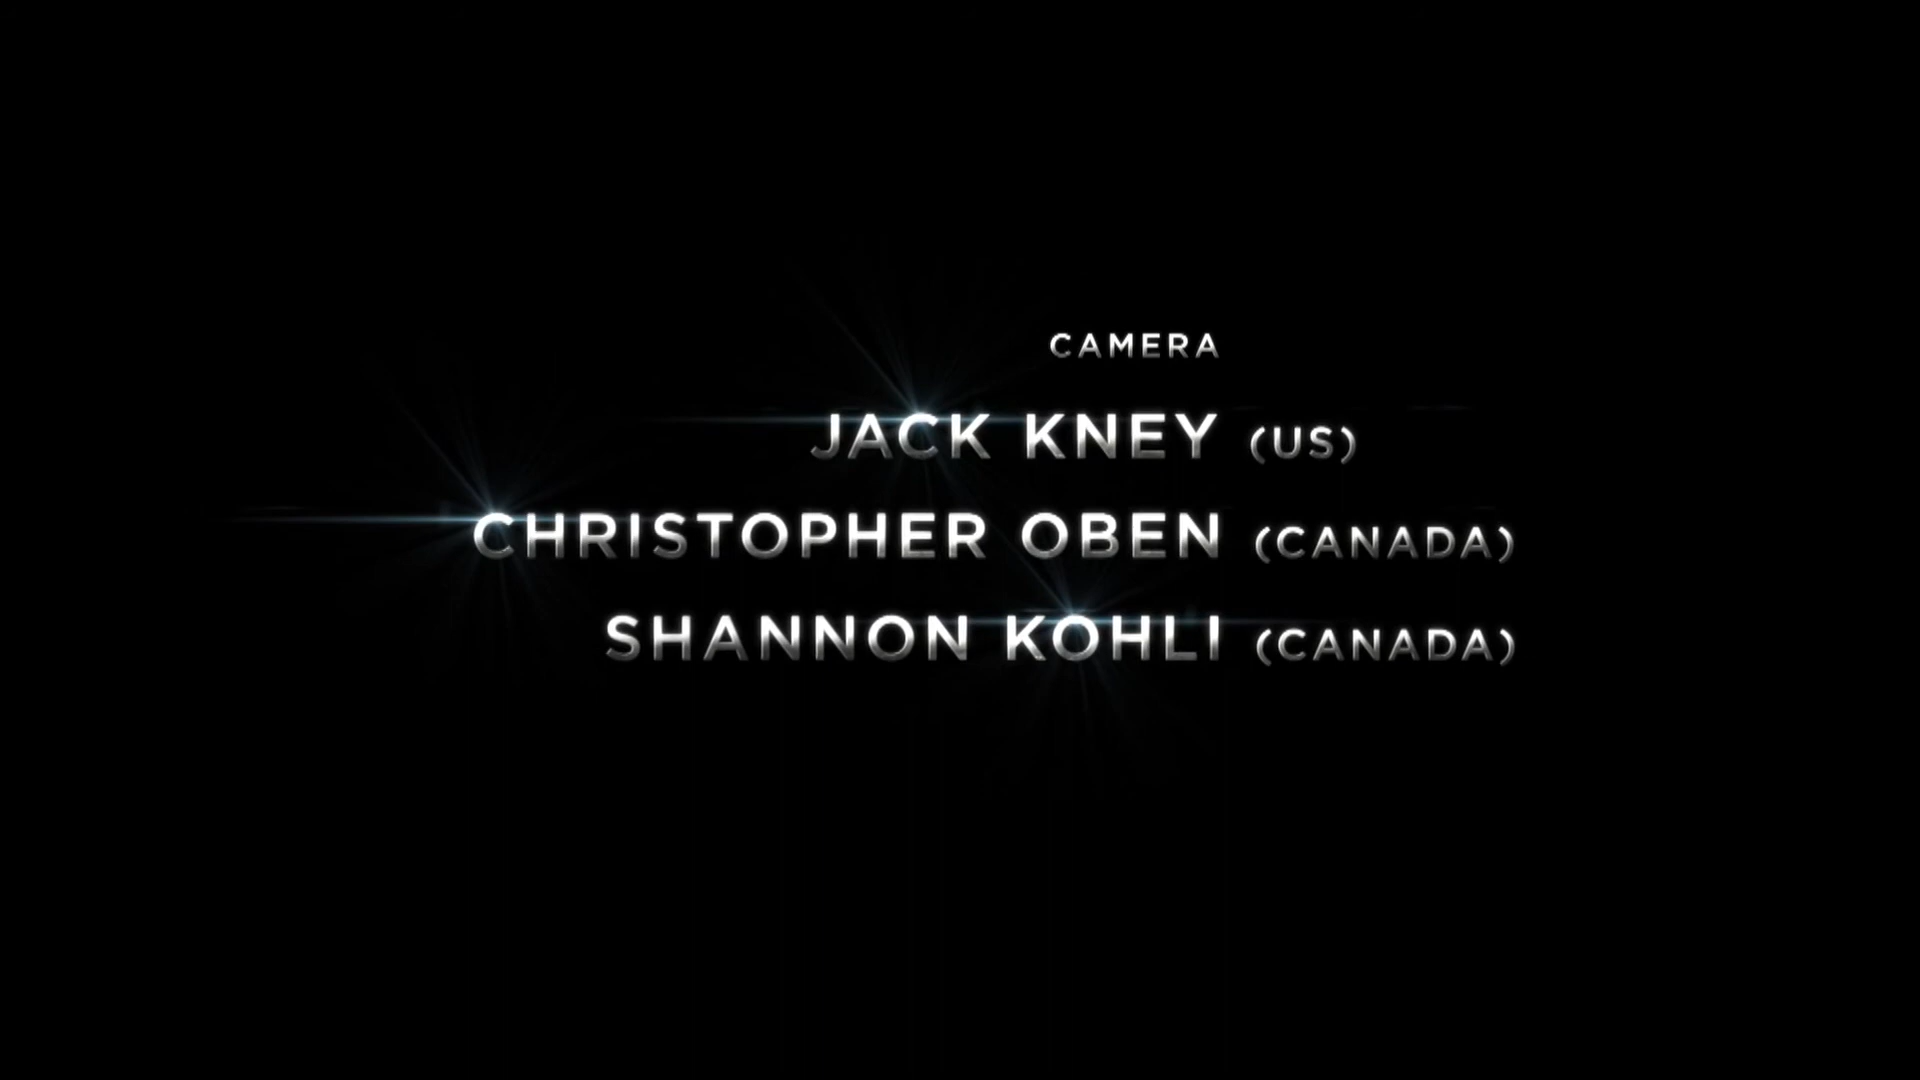 CAMERA
JACK KNEY (US)
CHRISTOPHER OBEN (CANADA)
SHANNON KOHLI (CANADA)